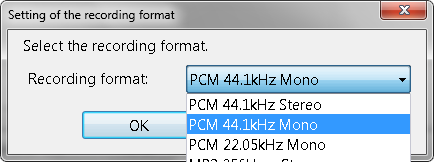 Setting of the recording format
Select the recording format.
Recording format: PCM 44.1kHz Mono
PCM 44.1kHz Stereo
OK PCM 44.1kHz Mono
PCM 22.05kHz Mono